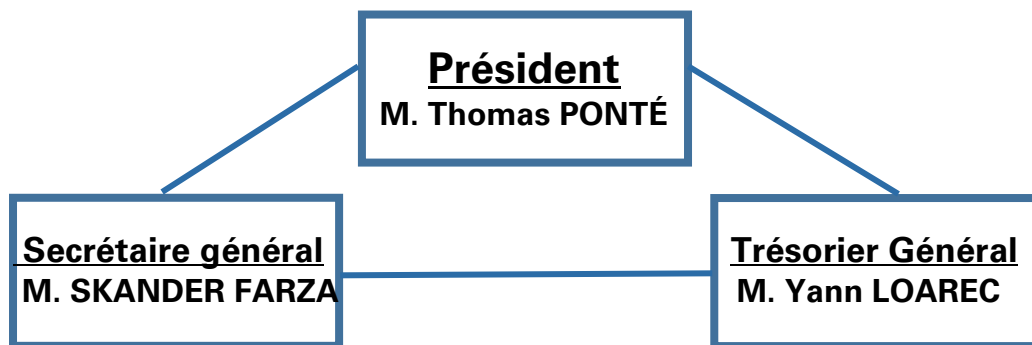 Président
M. Thomas PONTÉ
Secrétaire général
M. SKANDER FARZA
Trésorier Général
M. Yann LOAREC